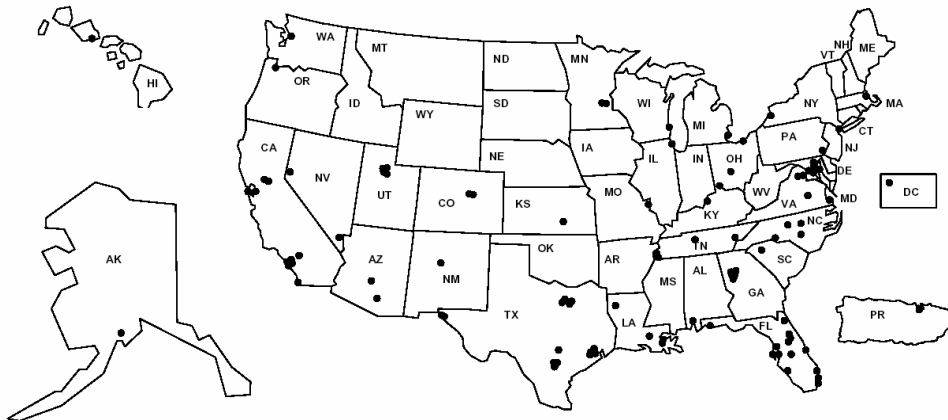 WA
MT
ND
MN
VT
NH
ME
OR
ID
SD
WI
NY
MA
WY
MI
CT
CA
NV
UT
NE
IA
IL
IN
OH
PA
NJ
DE
CO
KS
MO
KY
WV
VA
MD
DC
HI
AK
AZ
NM
OK
AR
TN
NC
SC
TX
LA
MS
AL
GA
FL
PR